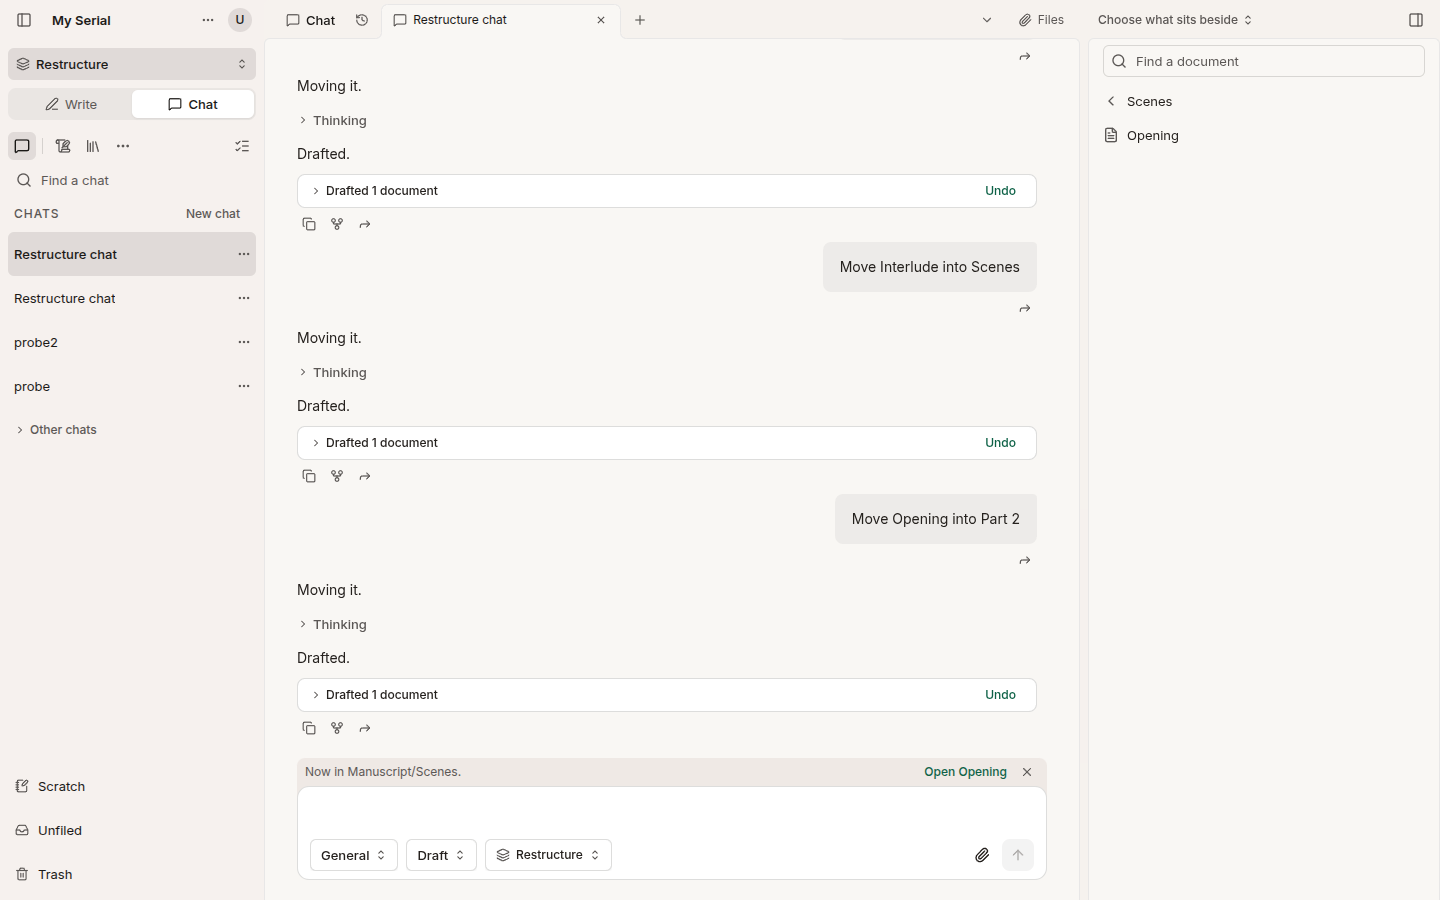 My Serial
U
Chat
Restructure chat
Files
Choose what sits beside
Restructure
Write
Chat
Find a chat
CHATS
New chat
Restructure chat
Restructure chat
probe2
probe
Other chats
Scratch
Unfiled
Trash
Moving it.
Thinking
Drafted.
Drafted 1 document
Undo
Move Interlude into Scenes
Moving it.
Thinking
Drafted.
Drafted 1 document
Undo
Move Opening into Part 2
Moving it.
Thinking
Drafted.
Drafted 1 document
Undo
Now in Manuscript/Scenes.
Open Opening
General
Draft
Restructure
Find a document
Scenes
Opening